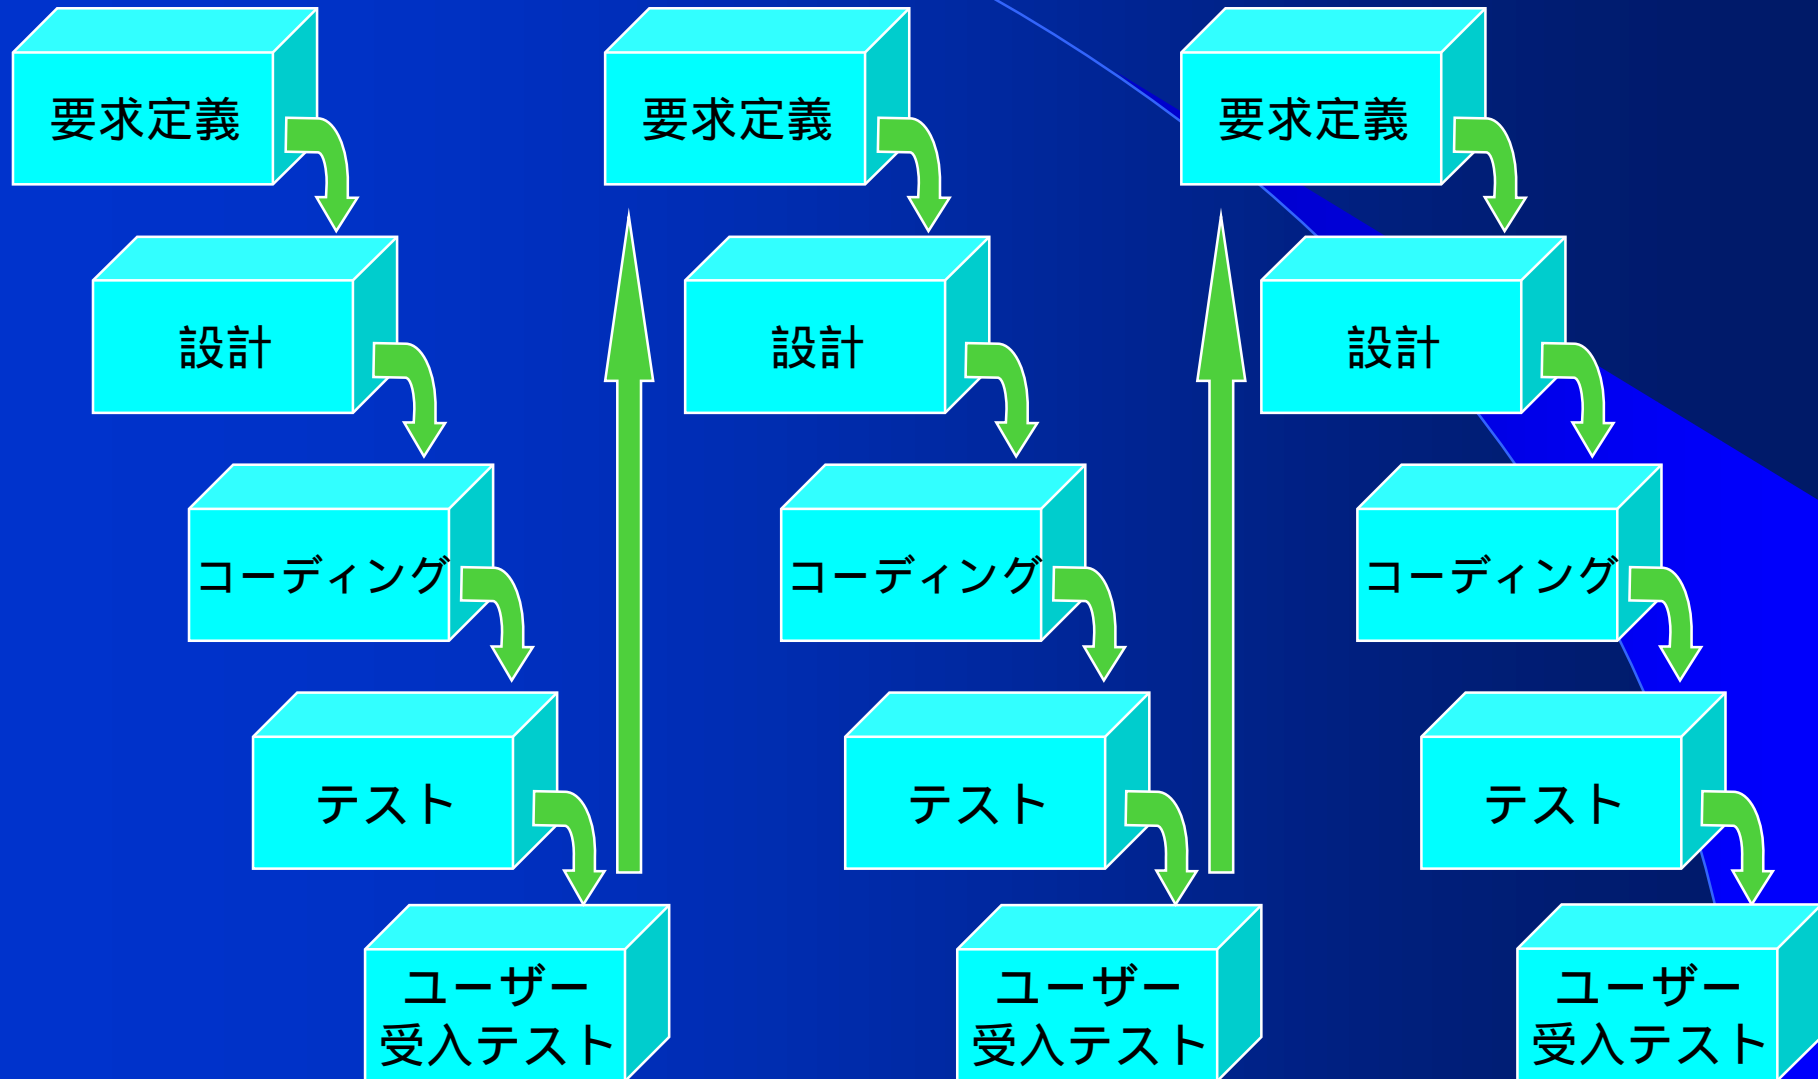 要求定義
設計
コーディング
テスト
ユーザー
受入テスト
要求定義
設計
コーディング
テスト
ユーザー
受入テスト
要求定義
設計
コーディング
テスト
ユーザー
受入テスト